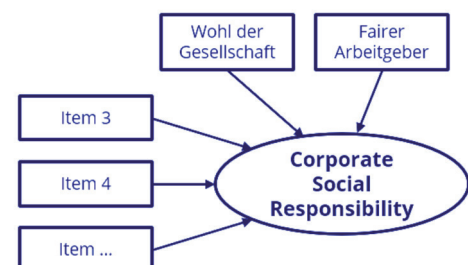 Wohl der
Gesellschaft
Fairer
Arbeitgeber
Item 3
Item 4
Item ...
Corporate
Social
Responsibility